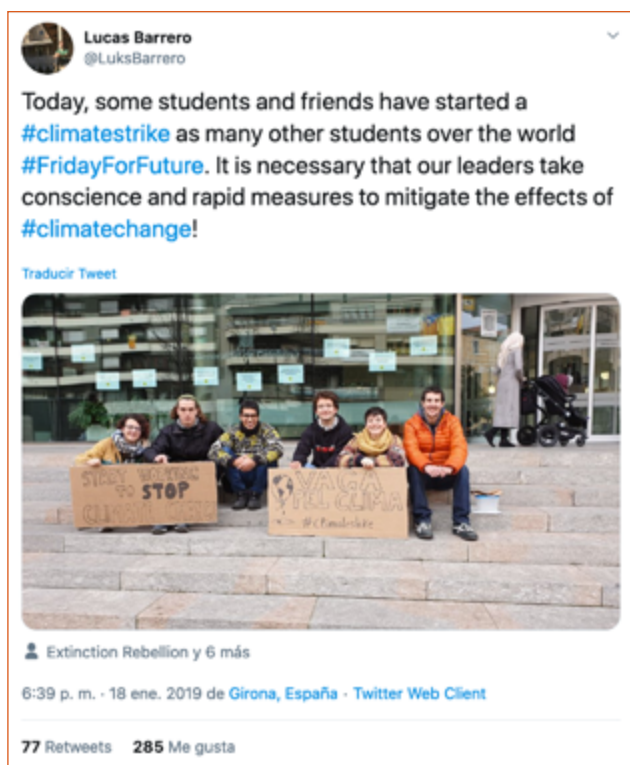 Lucas Barrero
@LuksBarrero
Today, some students and friends have started a
#climatestrike as many other students over the world
#FridayForFuture. It is necessary that our leaders take
conscience and rapid measures to mitigate the effects of
#climatechange!
Traducir Tweet
TO STOP
CLIMATE
VAGA
PEL CLIMA
#Climatestrike
Extinction Rebellion y 6 más
6:39 p. m. · 18 ene. 2019 de Girona, España · Twitter Web Client
77 Retweets 285 Me gusta